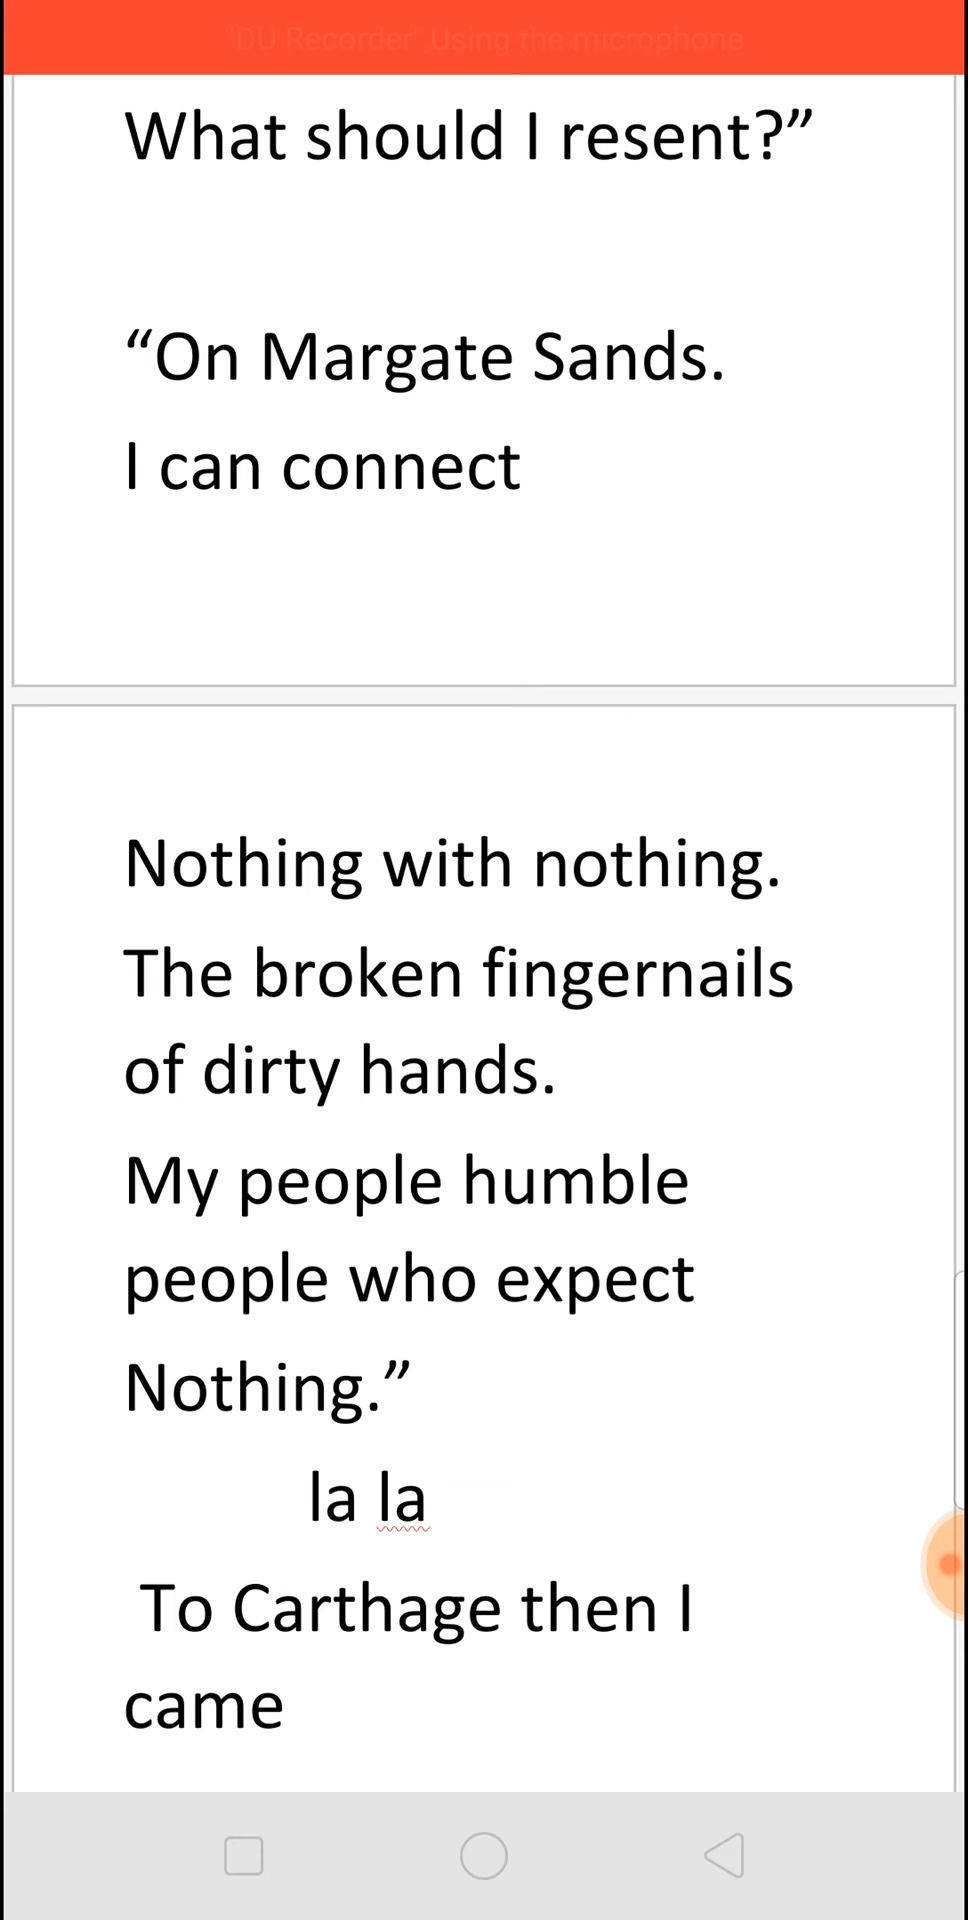 "DU Recorder",Using the microphone
What should I resent?”
“On Margate Sands.
I can connect
Nothing with nothing.
The broken fingernails
of dirty hands.
My people humble
people who expect
Nothing.”
la la
To Carthage then I
came